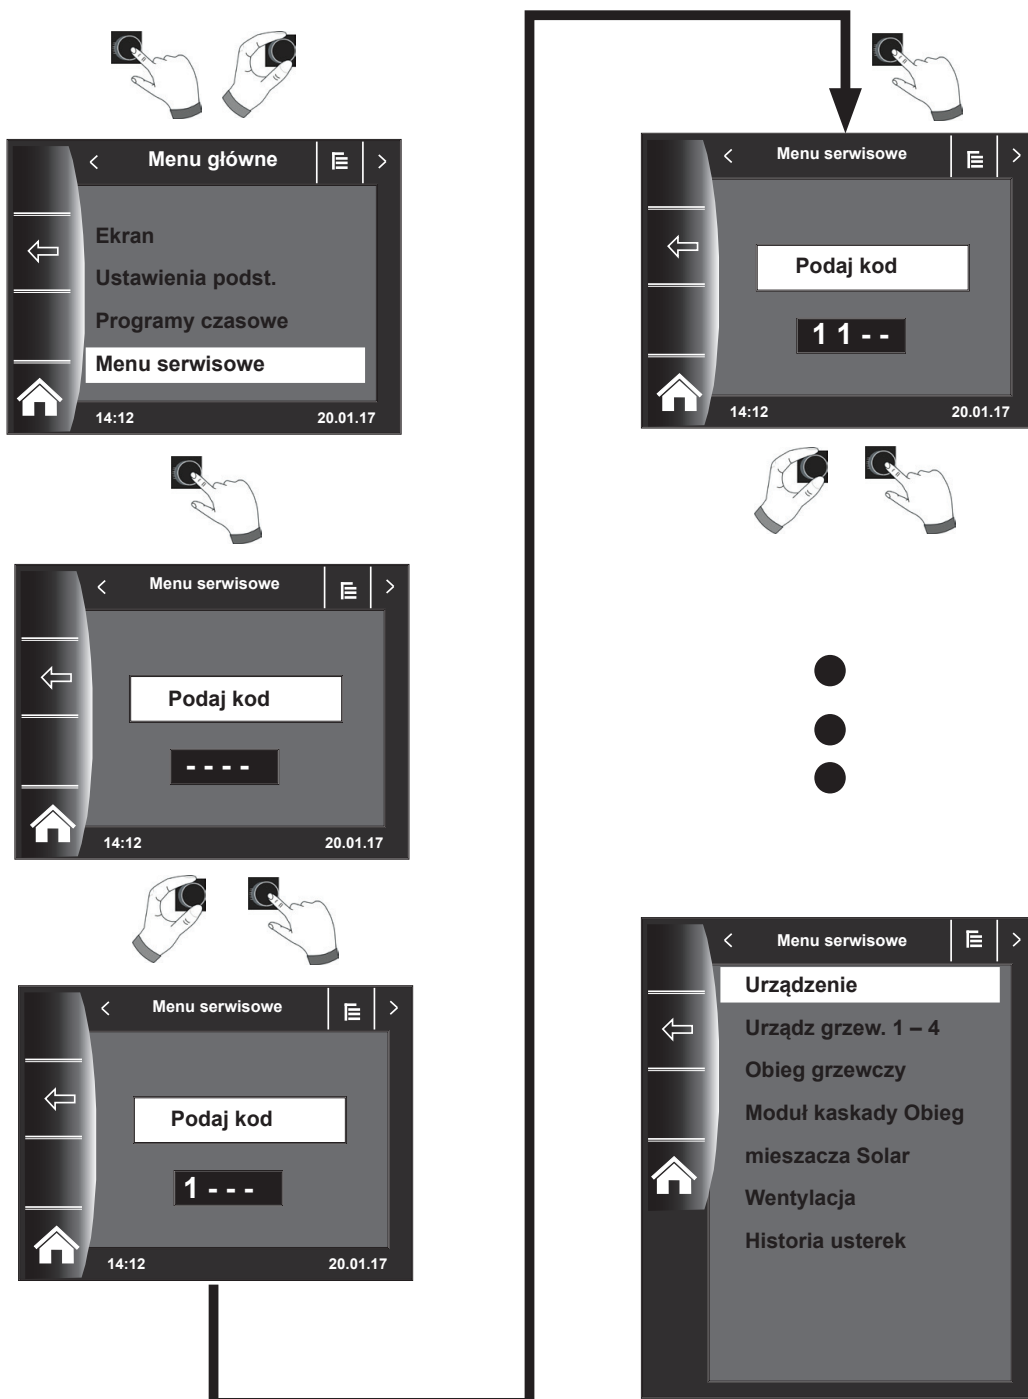 Menu główne
Ekran
Ustawienia podst.
Programy czasowe
Menu serwisowe
14:12 20.01.17
Menu serwisowe
Podaj kod
- - - -
14:12 20.01.17
Menu serwisowe
Podaj kod
1 - - -
14:12 20.01.17
Menu serwisowe
Podaj kod
1 1 - -
14:12 20.01.17
Menu serwisowe
Urządzenie
Urządz grzew. 1 – 4
Obieg grzewczy
Moduł kaskady Obieg
mieszacza Solar
Wentylacja
Historia usterek